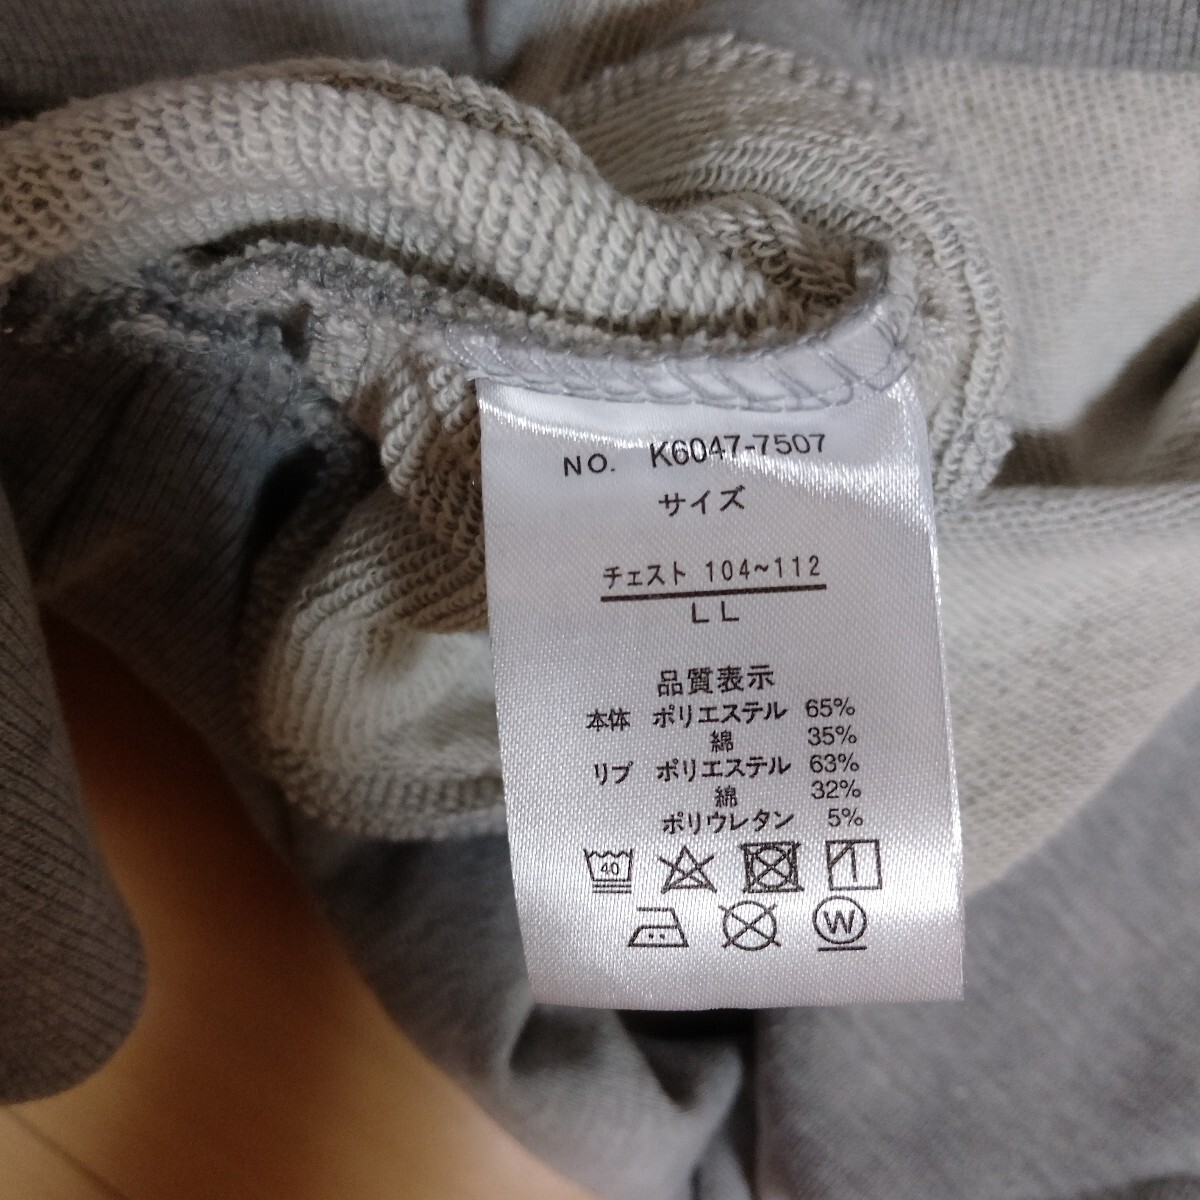 NO. K6047-7507
サイズ
チェスト 104~112
LL
品質表示
本体 ポリエステル 65%
綿 35%
リブ ポリエステル 63%
綿 32%
ポリウレタン 5%
40
W